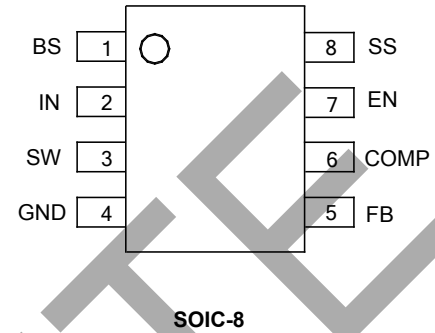 BS 1 8 SS
IN 2 7 EN
SW 3 6 COMP
GND 4 5 FB
SOIC-8